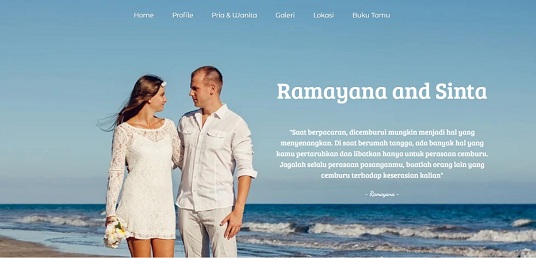 Home Profile Pria & Wanita Galeri Lokasi Buku Tamu
Ramayana and Sinta
"Saat berpacaran, dicemburui mungkin menjadi hal yang
menyenangkan. Di saat berumah tangga, ada banyak hal yang
kamu pertaruhkan dan libatkan hanya untuk perasaan cemburu.
Jagalah selalu perasaan pasanganmu, buatlah orang lain yang
cemburu terhadap keserasian kalian"
- Ramayana -